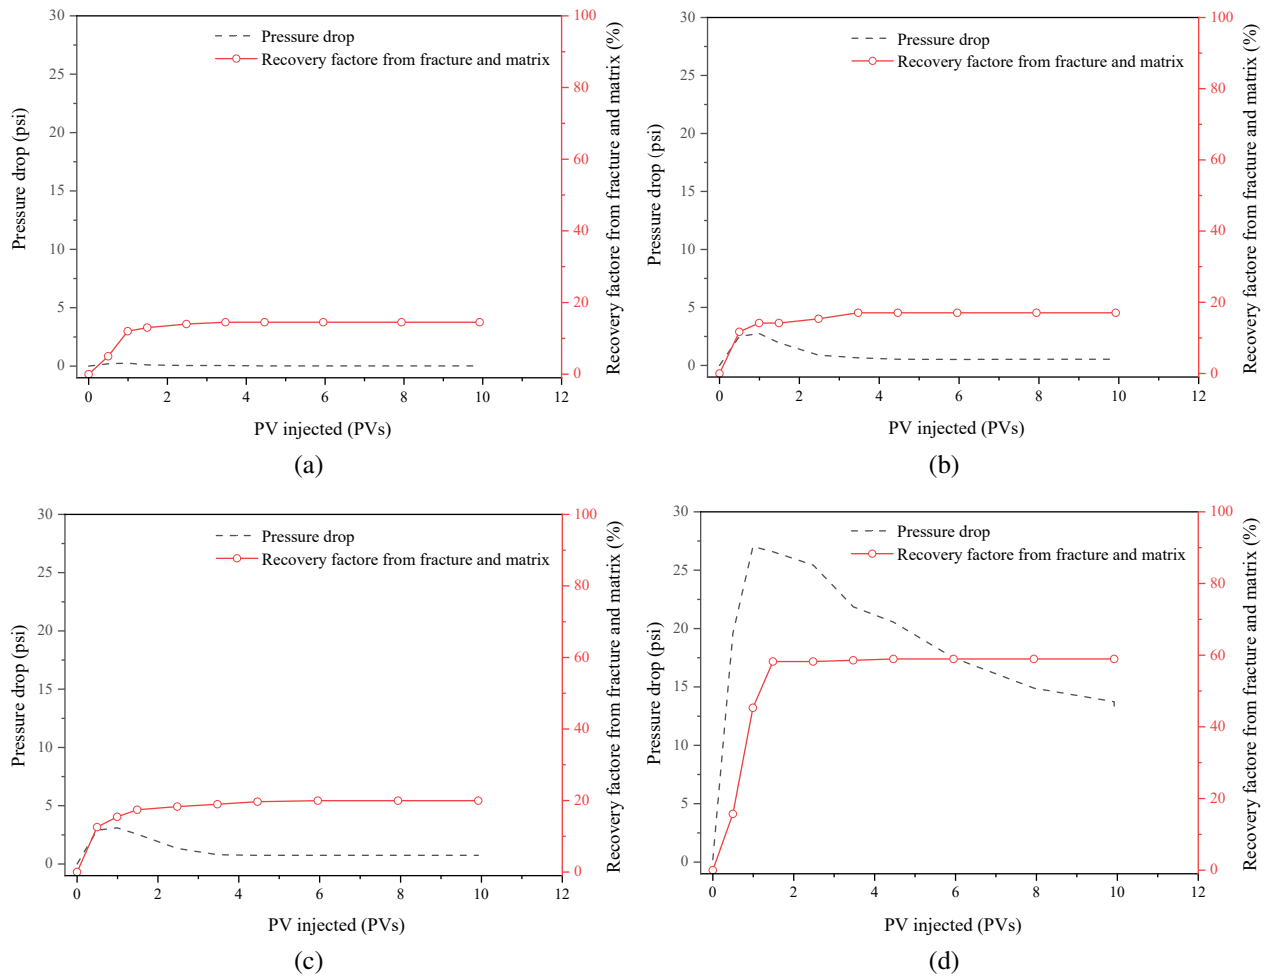 Pressure drop
Recovery factore from fracture and matrix
Pressure drop (psi)
30
25
20
15
10
5
0
Recovery factore from fracture and matrix (%)
100
80
60
40
20
0
0 2 4 6 8 10 12
PV injected (PVs)
(a)
Pressure drop
Recovery factore from fracture and matrix
Pressure drop (psi)
30
25
20
15
10
5
0
Recovery factore from fracture and matrix (%)
100
80
60
40
20
0
0 2 4 6 8 10 12
PV injected (PVs)
(b)
Pressure drop
Recovery factore from fracture and matrix
Pressure drop (psi)
30
25
20
15
10
5
0
Recovery factore from fracture and matrix (%)
100
80
60
40
20
0
0 2 4 6 8 10 12
PV injected (PVs)
(c)
Pressure drop
Recovery factore from fracture and matrix
Pressure drop (psi)
30
25
20
15
10
5
0
Recovery factore from fracture and matrix (%)
100
80
60
40
20
0
0 2 4 6 8 10 12
PV injected (PVs)
(d)